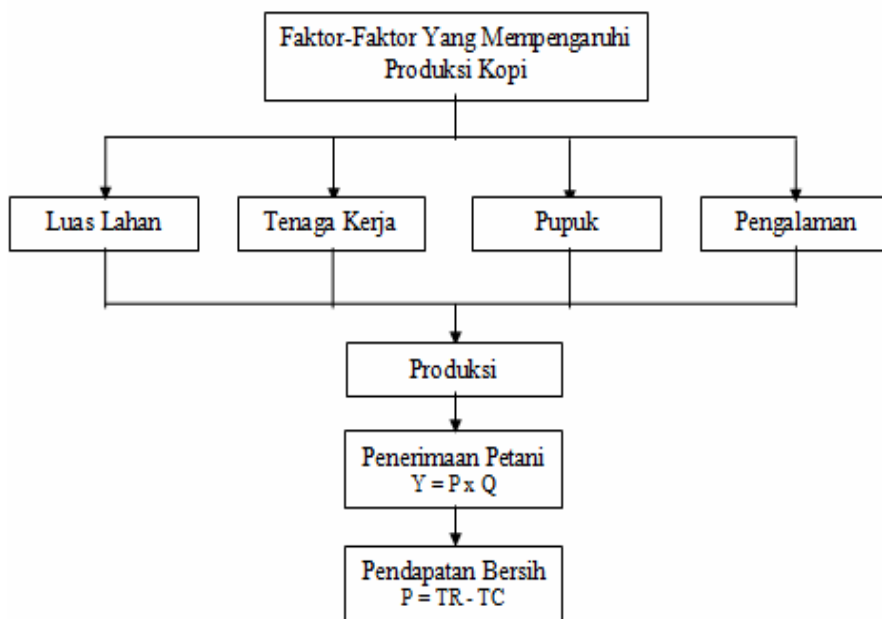 Faktor-Faktor Yang Mempengaruhi
Produksi Kopi
Luas Lahan
Tenaga Kerja
Pupuk
Pengalaman
Produksi
Penerimaan Petani
Y = P x Q
Pendapatan Bersih
P = TR - TC